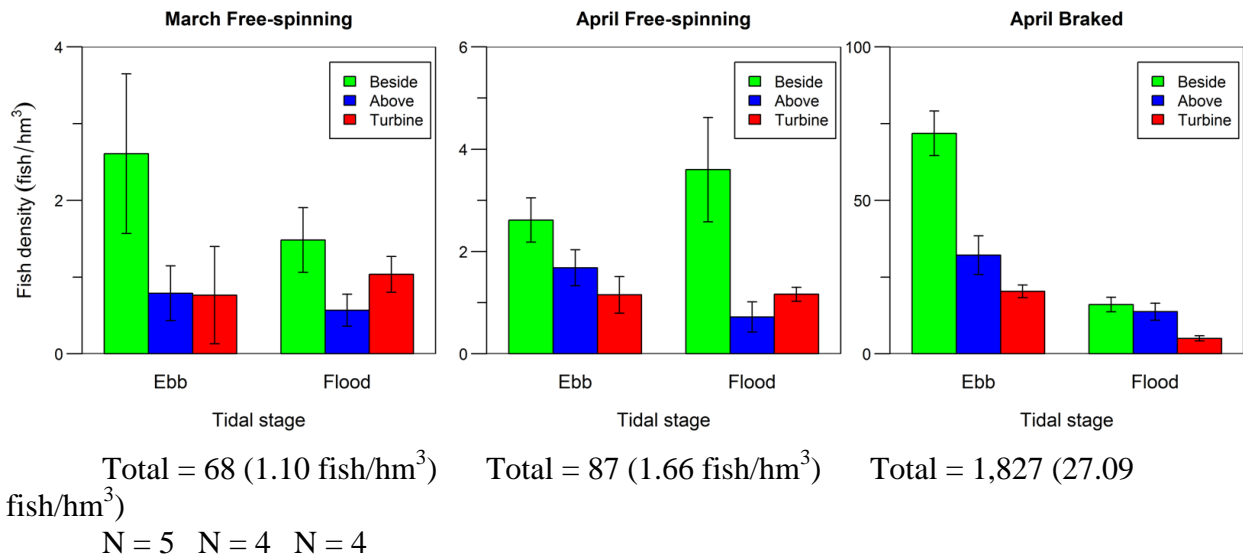 March Free-spinning
April Free-spinning
April Braked
Fish density (fish/hm³)
4
2
0
Beside
Above
Turbine
Ebb
Flood
Tidal stage
6
4
2
0
Beside
Above
Turbine
Ebb
Flood
Tidal stage
100
50
0
Beside
Above
Turbine
Ebb
Flood
Tidal stage
Total = 68 (1.10 fish/hm³) Total = 87 (1.66 fish/hm³) Total = 1,827 (27.09
fish/hm³)
N = 5 N = 4 N = 4